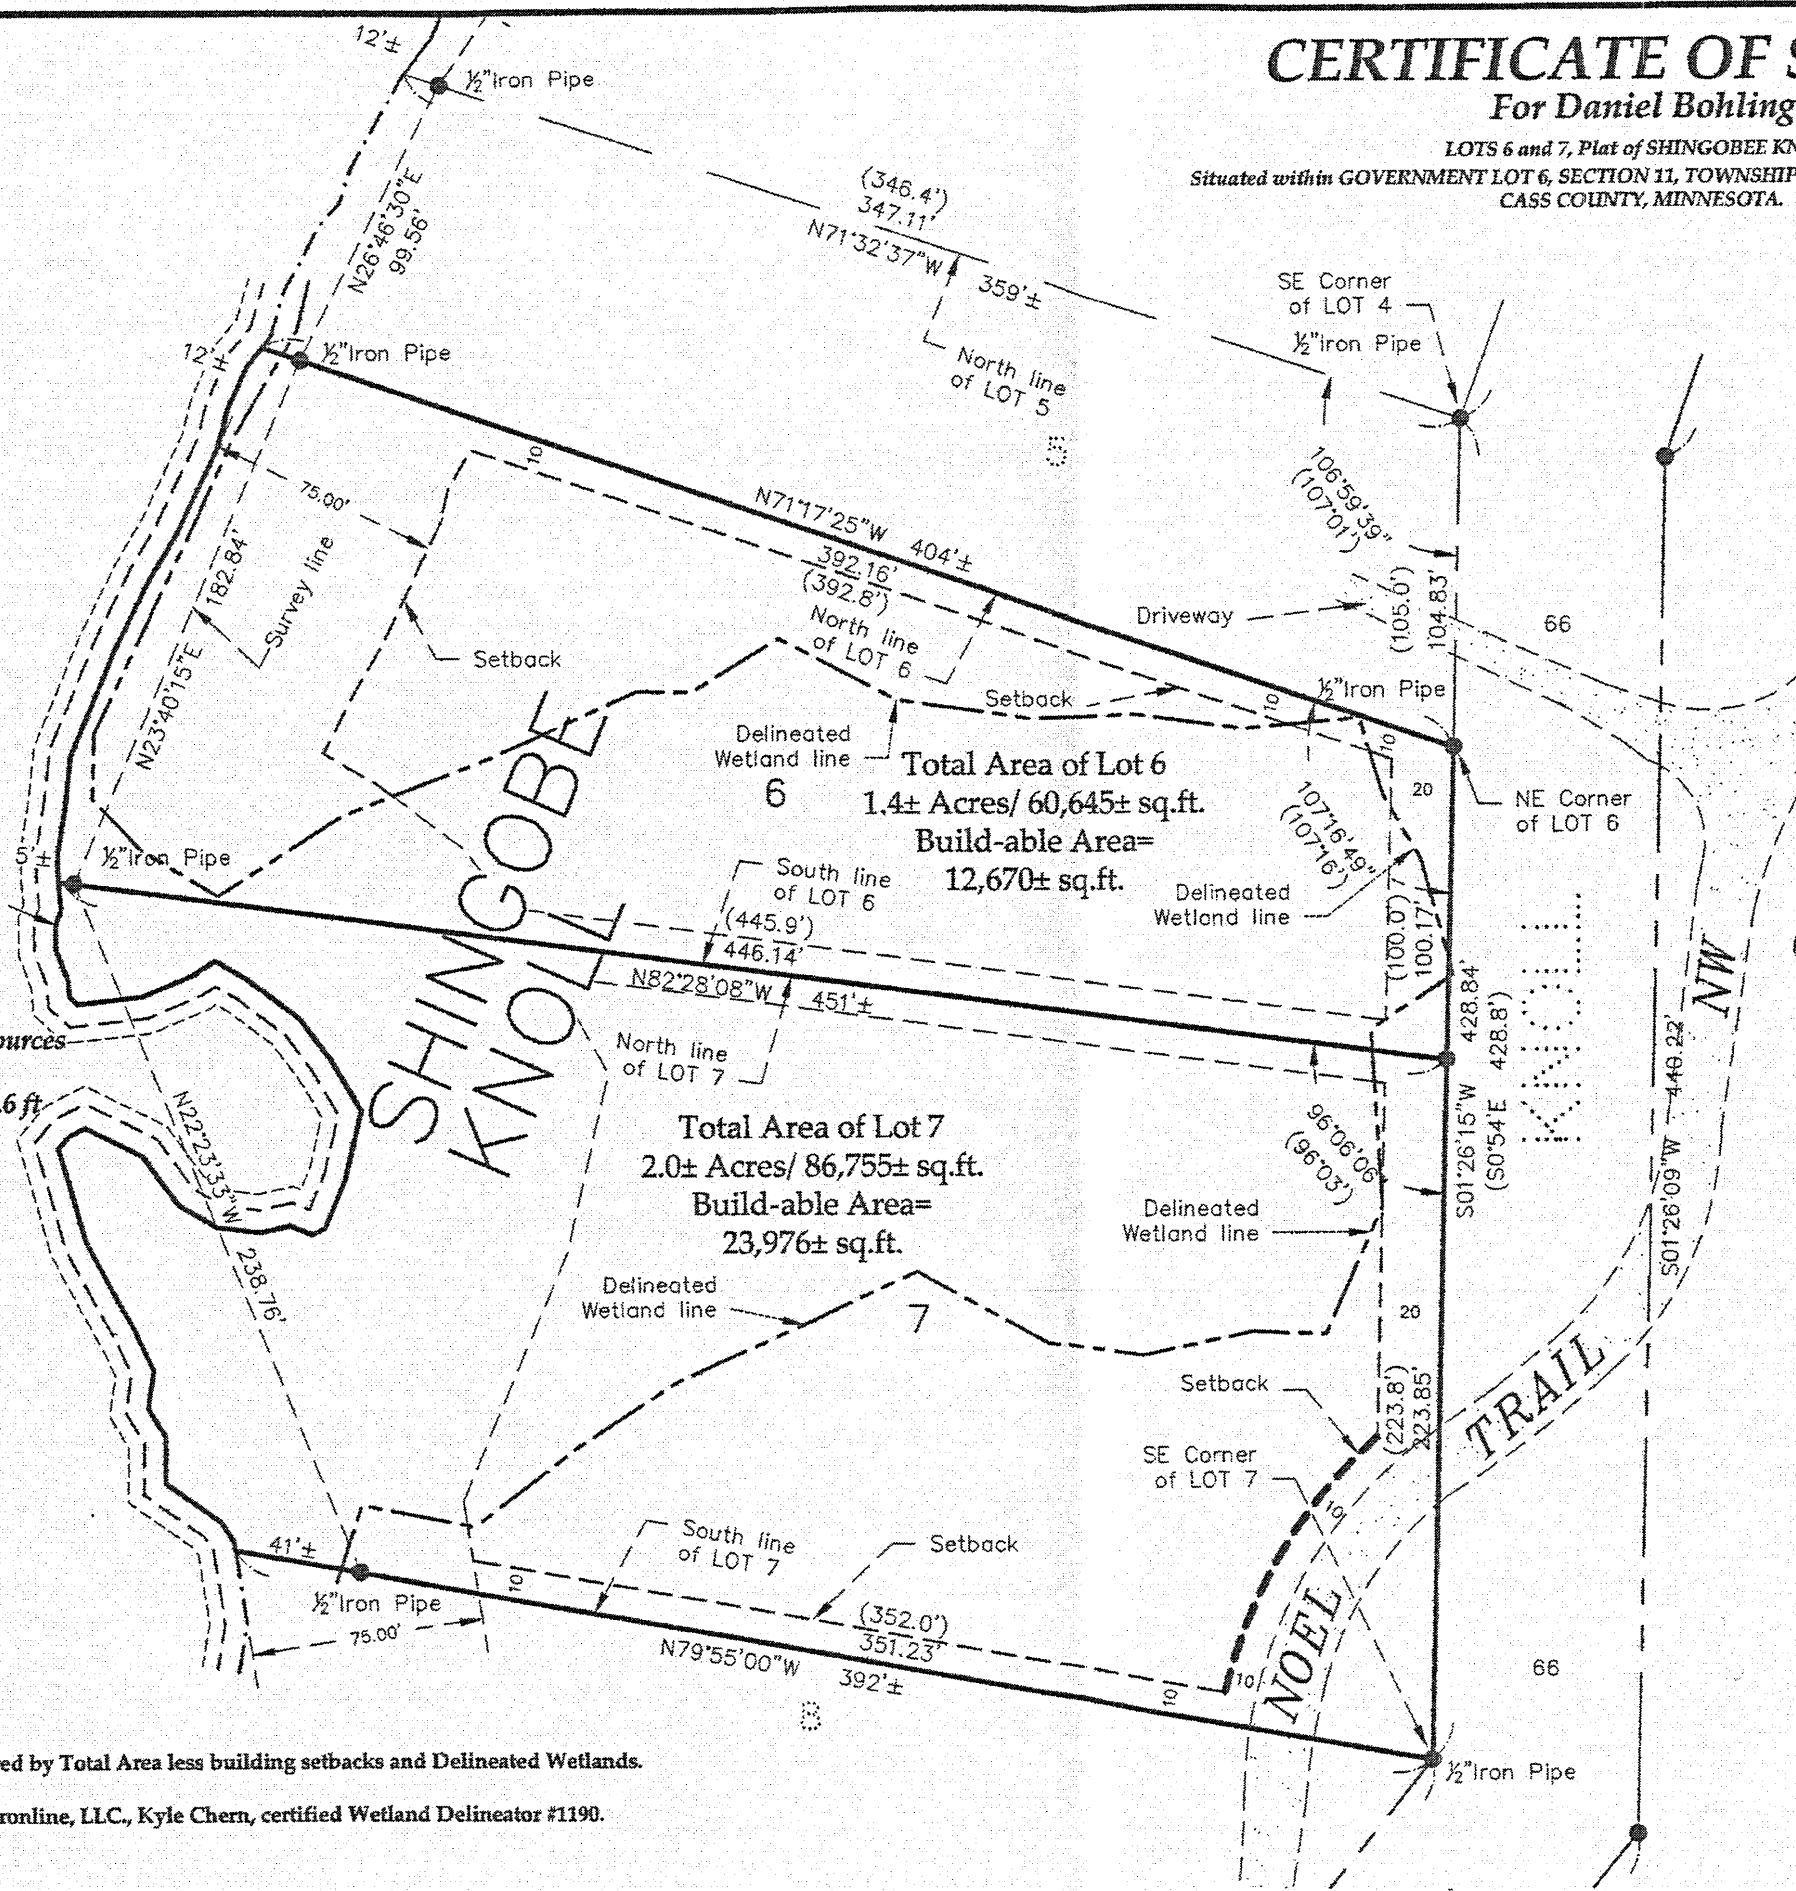 CERTIFICATE OF
For Daniel Bohling
LOTS 6 and 7, Plat of SHINGOBEE KN
Situated within GOVERNMENT LOT 6, SECTION 11, TOWNSHIP
CASS COUNTY, MINNESOTA.
12'±
½"Iron Pipe
N26°46'30"E
99.56'
(346.4')
347.11'
N71°32'37"W
359'±
North line
of LOT 5
5
SE Corner
of LOT 4
½"iron Pipe
12'±
½"Iron Pipe
10
75.00'
182.84'
Survey line
N23°40'15"E
Setback
N71°17'25"W
404'±
392.16'
(392.8')
North line
of LOT 6
106°59'39"
(107°01')
(105.0')
104.83'
Driveway
66
Setback
10
½"Iron Pipe
10
20
Delineated
Wetland line
6
Total Area of Lot 6
1.4± Acres/ 60,645± sq.ft.
Build-able Area=
12,670± sq.ft.
107°16'49"
(107°16')
NE Corner
of LOT 6
5'±
½"Iron Pipe
South line
of LOT 6
Delineated
Wetland line
(100.0')
100.17'
(445.9')
446.14'
N82°28'08"W
451'±
SHINGOBEE
KNOLL
North line
of LOT 7
428.84'
428.8')
S01°26'15"W
(S0°54'E
KNOLL
NW
440.22'
S01°26'09"W
ources
.6 ft
N22°23'33"W
238.76'
Total Area of Lot 7
2.0± Acres/ 86,755± sq.ft.
Build-able Area=
23,976± sq.ft.
96°06'06"
(96°03')
Delineated
Wetland line
Delineated
Wetland line
7
20
Setback
(223.8')
223.85'
TRAIL
SE Corner
of LOT 7
10
41'±
½"Iron Pipe
75.00'
10
South line
of LOT 7
Setback
(352.0')
351.23'
N79°55'00"W
392'±
10
10
NOEL
66
8
½"Iron Pipe
ed by Total Area less building setbacks and Delineated Wetlands.
ronline, LLC., Kyle Chern, certified Wetland Delineator #1190.